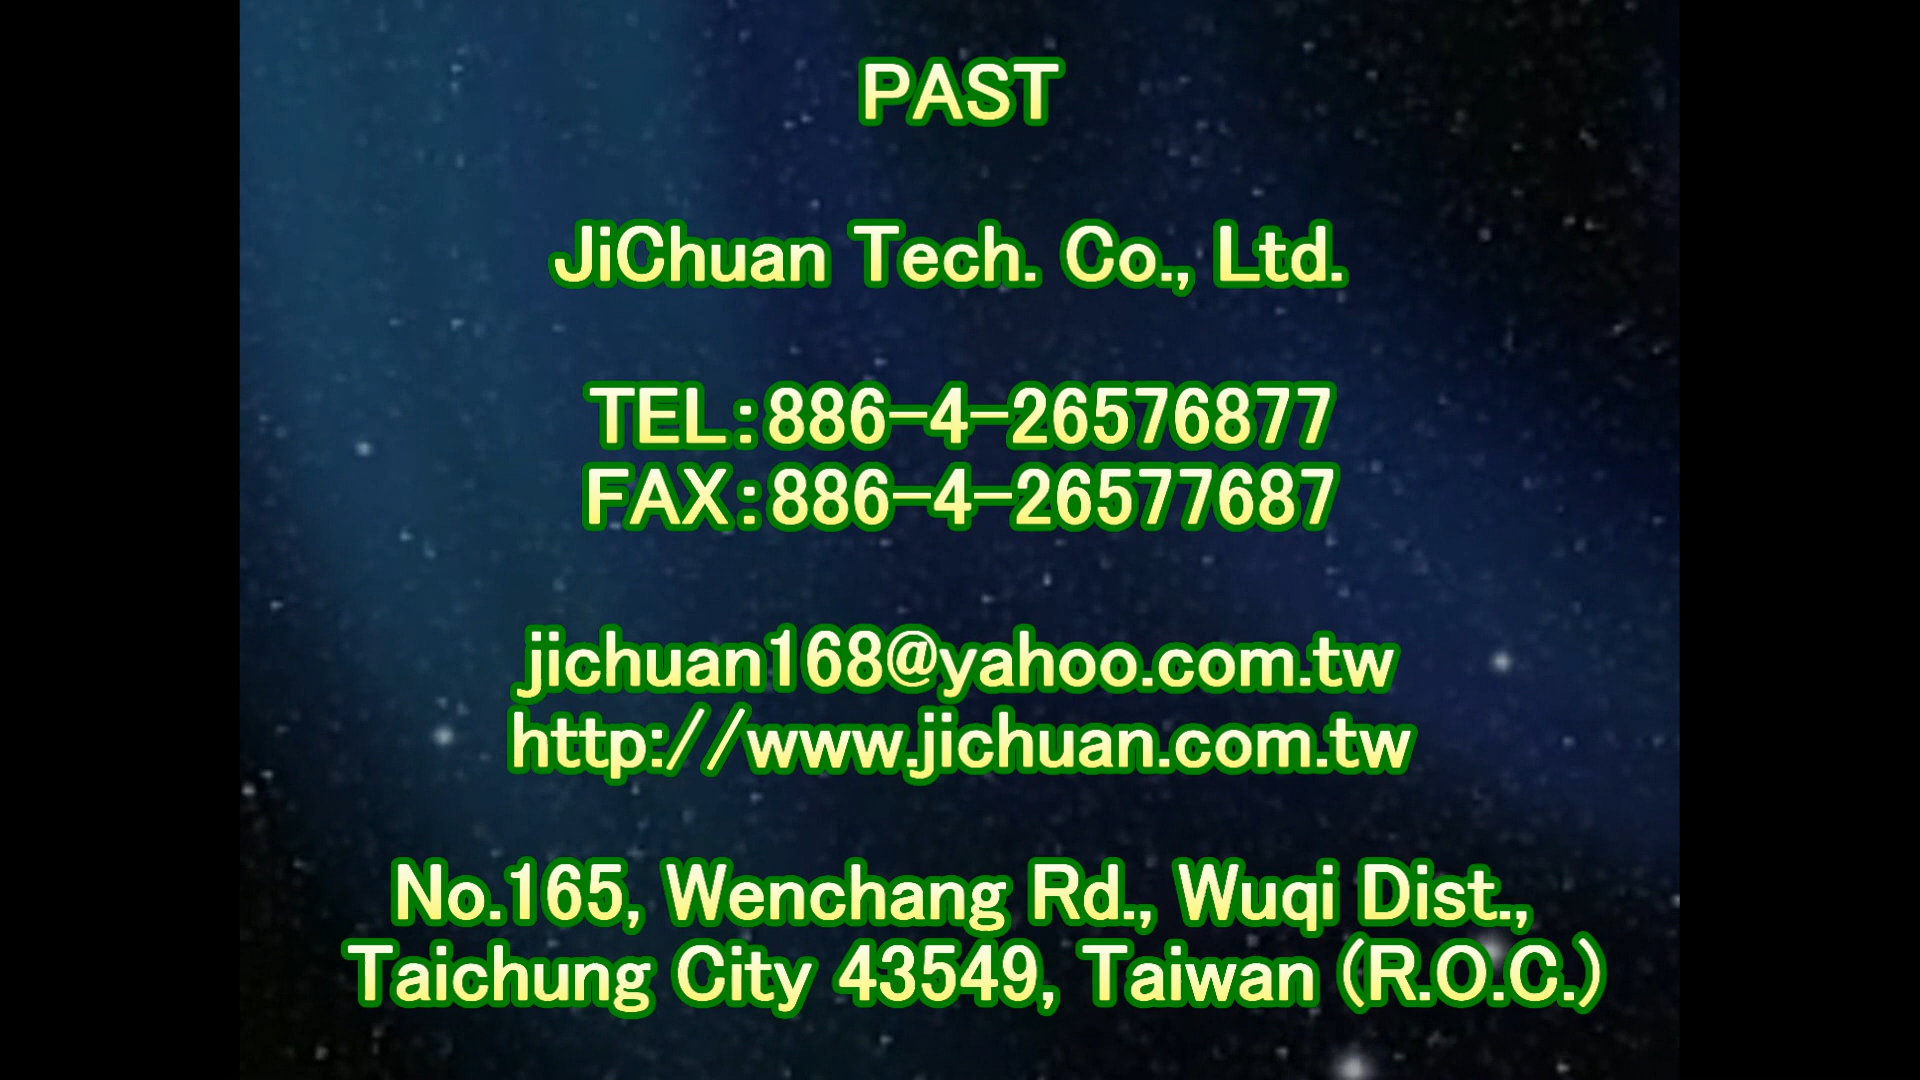 PAST
JiChuan Tech. Co., Ltd.
TEL:886-4-26576877
FAX:886-4-26577687
jichuan168@yahoo.com.tw
http://www.jichuan.com.tw
No.165, Wenchang Rd., Wuqi Dist.,
Taichung City 43549, Taiwan (R.O.C.)